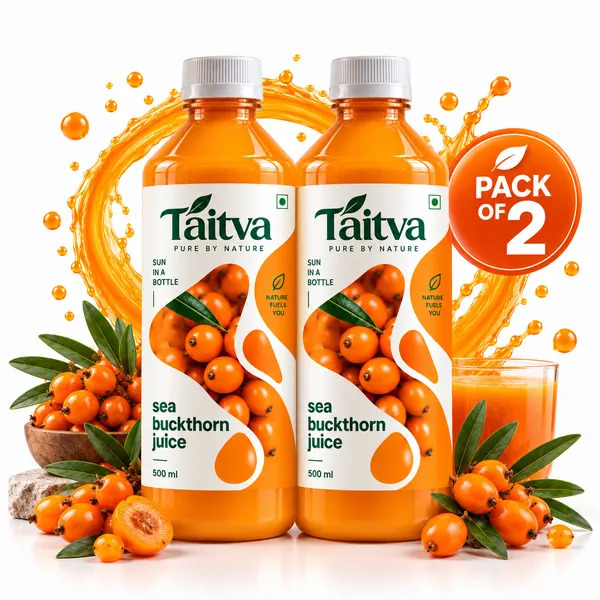 Taitva
PURE BY NATURE
SUN
IN A
BOTTLE
NATURE
FUELS
YOU
sea
buckthorn
juice
500 ml
Taitva
PURE BY NATURE
SUN
IN A
BOTTLE
NATURE
FUELS
YOU
sea
buckthorn
juice
500 ml
PACK
OF 2